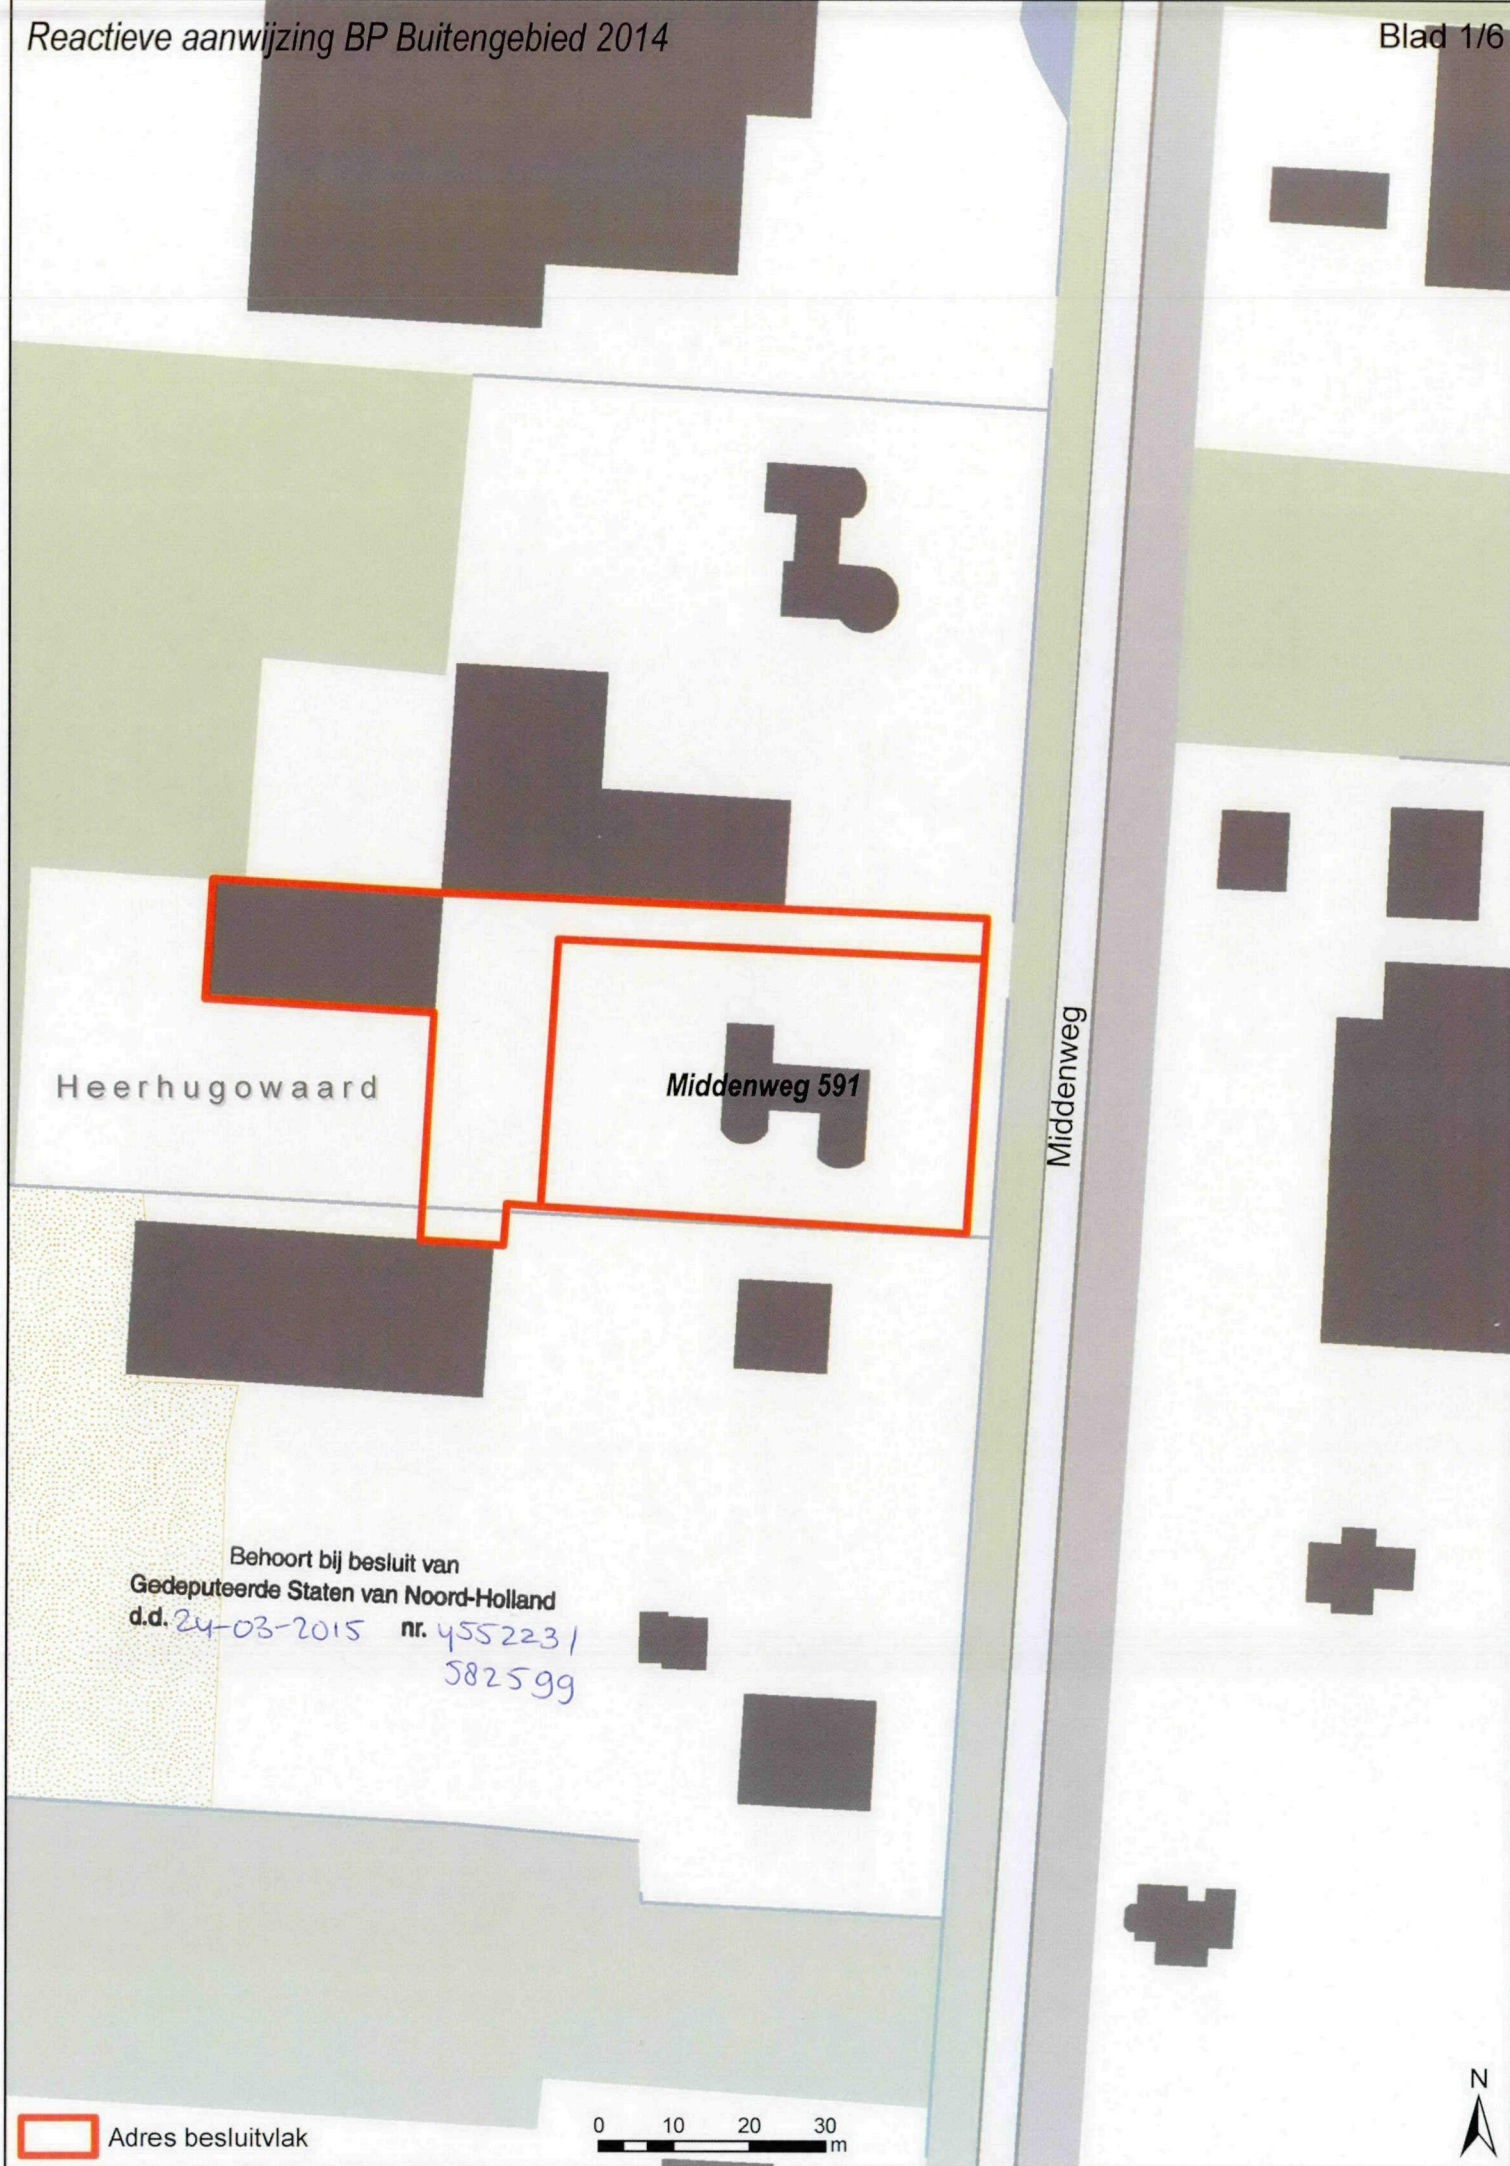 Reactieve aanwijzing BP Buitengebied 2014
Blad 1/6
Middenweg
Heerhugowaard
Middenweg 591
Behoort bij besluit van
Gedeputeerde Staten van Noord-Holland
d.d. 24-03-2015 nr. 455223/
582599
Adres besluitvlak
0 10 20 30
m
N